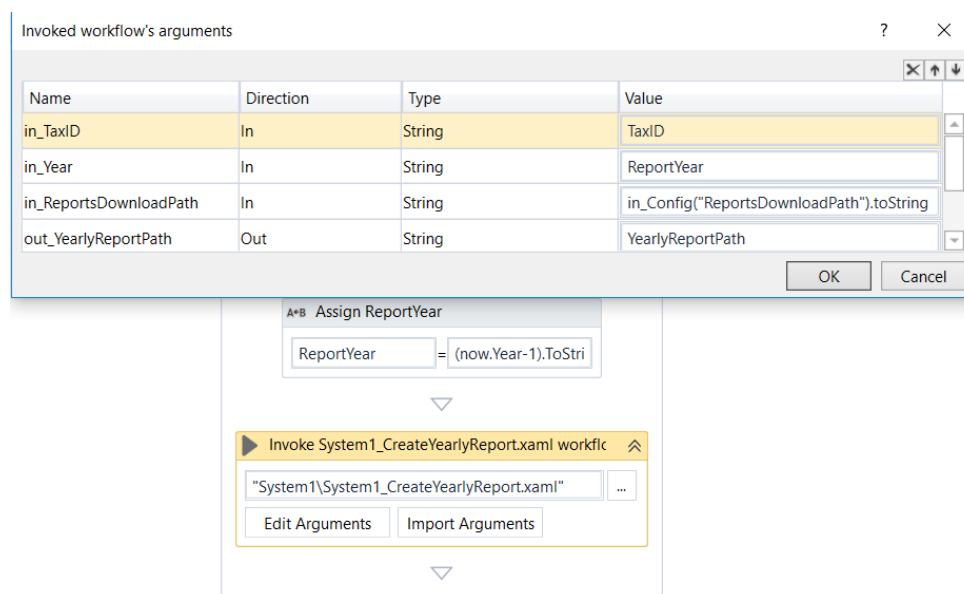 Invoked workflow's arguments ? ×
Name Direction Type Value
in_TaxID In String TaxID
in_Year In String ReportYear
in_ReportsDownloadPath In String in_Config("ReportsDownloadPath").toString
out_YearlyReportPath Out String YearlyReportPath
OK Cancel
A*B Assign ReportYear
ReportYear = (now.Year-1).ToStri
Invoke System1_CreateYearlyReport.xaml workflc
"System1\System1_CreateYearlyReport.xaml" ...
Edit Arguments Import Arguments